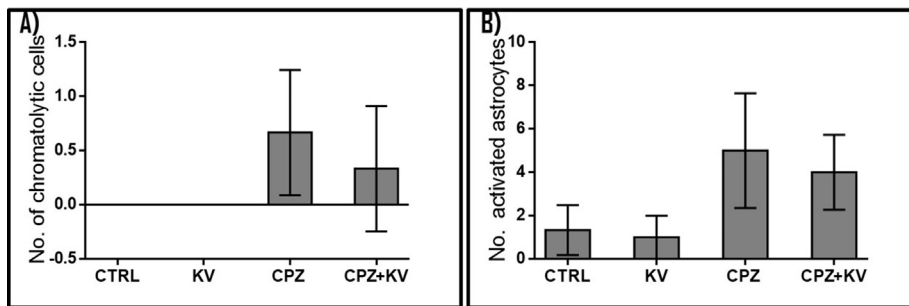 A)
No. of chromatolytic cells
1.5
1.0
0.5
0.0
-0.5
CTRL KV CPZ CPZ+KV
B)
No. activated astrocytes
10
8
6
4
2
0
CTRL KV CPZ CPZ+KV